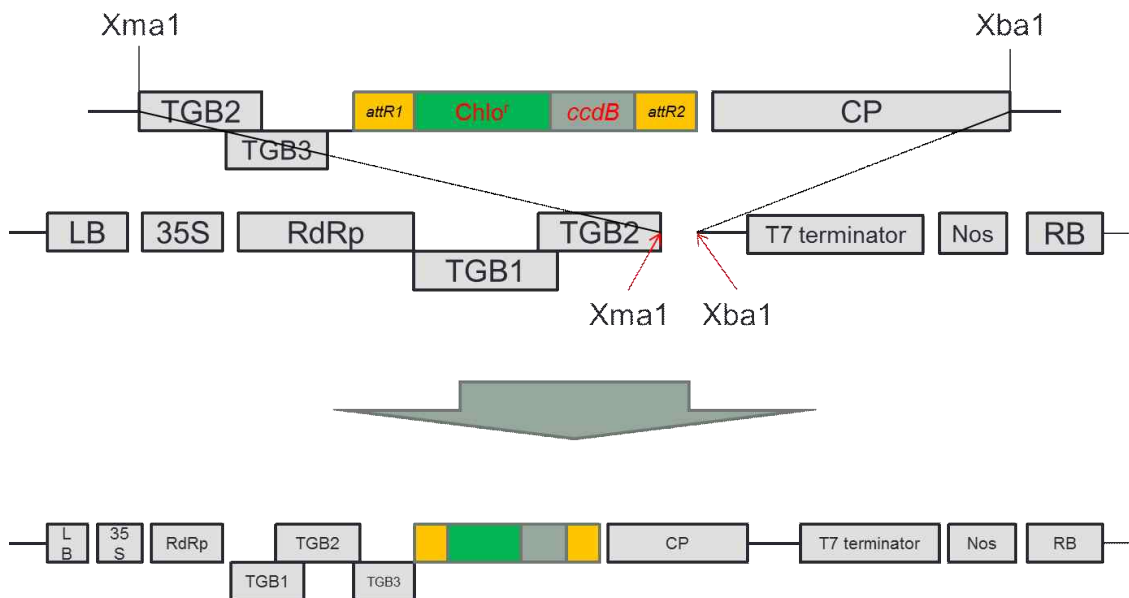 Xma1 Xba1
TGB2 attR1 Chloʳ ccdB attR2 CP
TGB3
LB 35S RdRp TGB2 T7 terminator Nos RB
TGB1
Xma1 Xba1
L
B 35
S RdRp TGB2 CP T7 terminator Nos RB
TGB1 TGB3